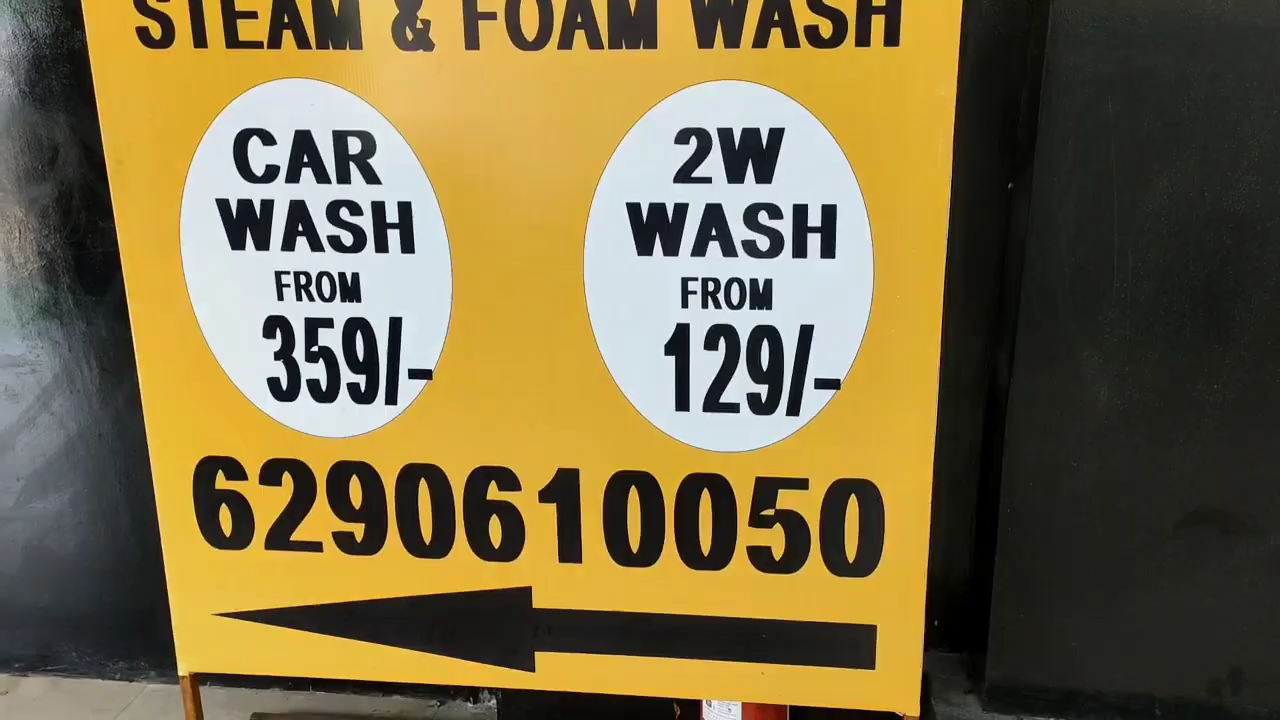 STEAM & FOAM WASH
CAR
WASH
FROM
359/-
2W
WASH
FROM
129/-
6290610050